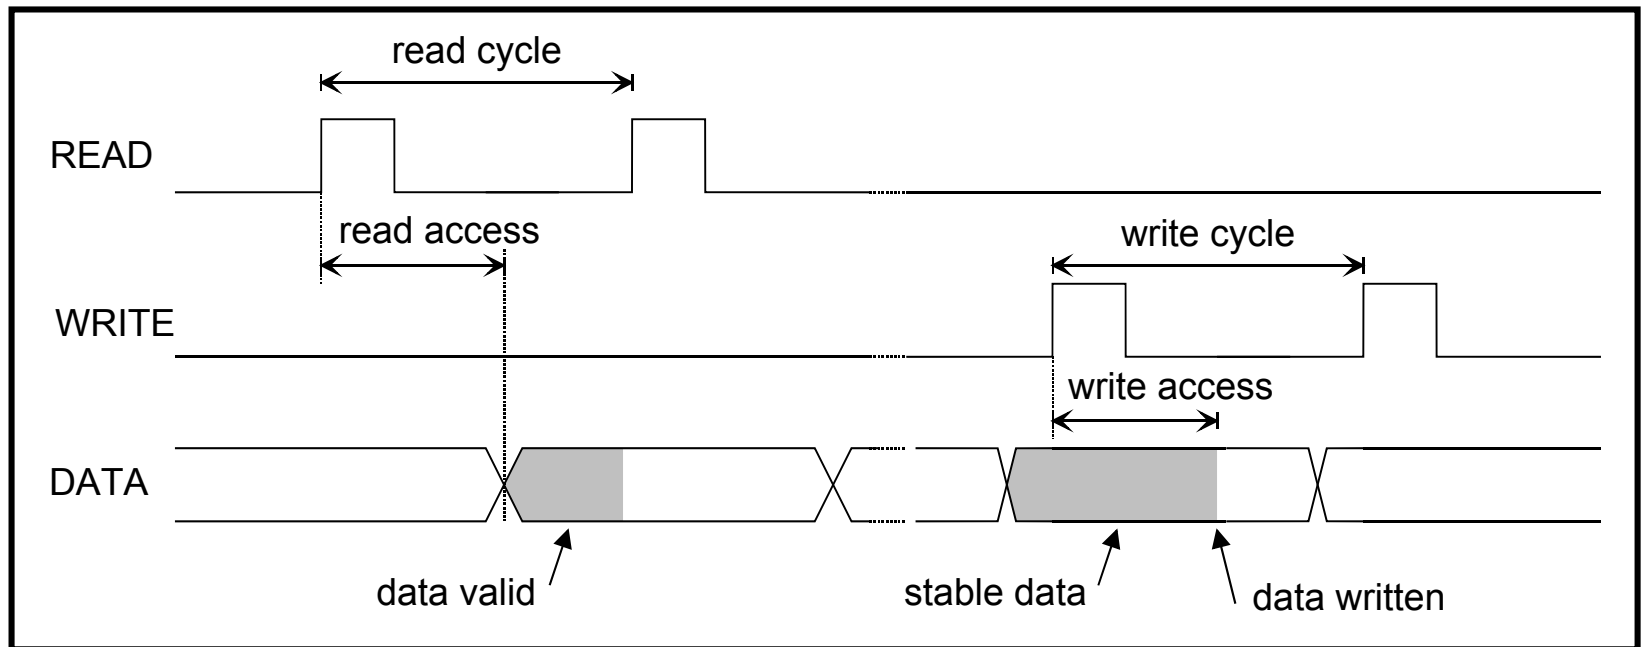 read cycle
READ
read access
write cycle
WRITE
write access
DATA
data valid
stable data
data written